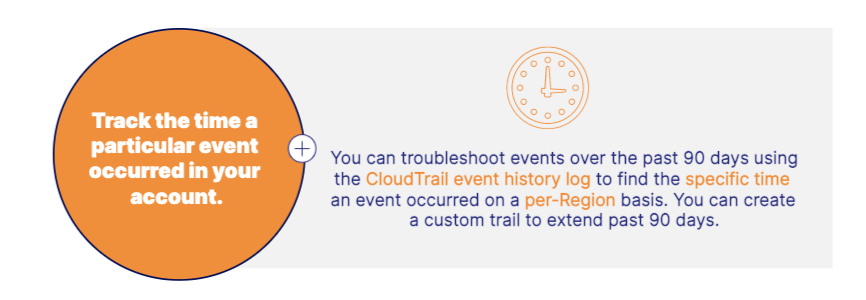 Track the time a
particular event
occurred in your
account.
You can troubleshoot events over the past 90 days using
the CloudTrail event history log to find the specific time
an event occurred on a per-Region basis. You can create
a custom trail to extend past 90 days.